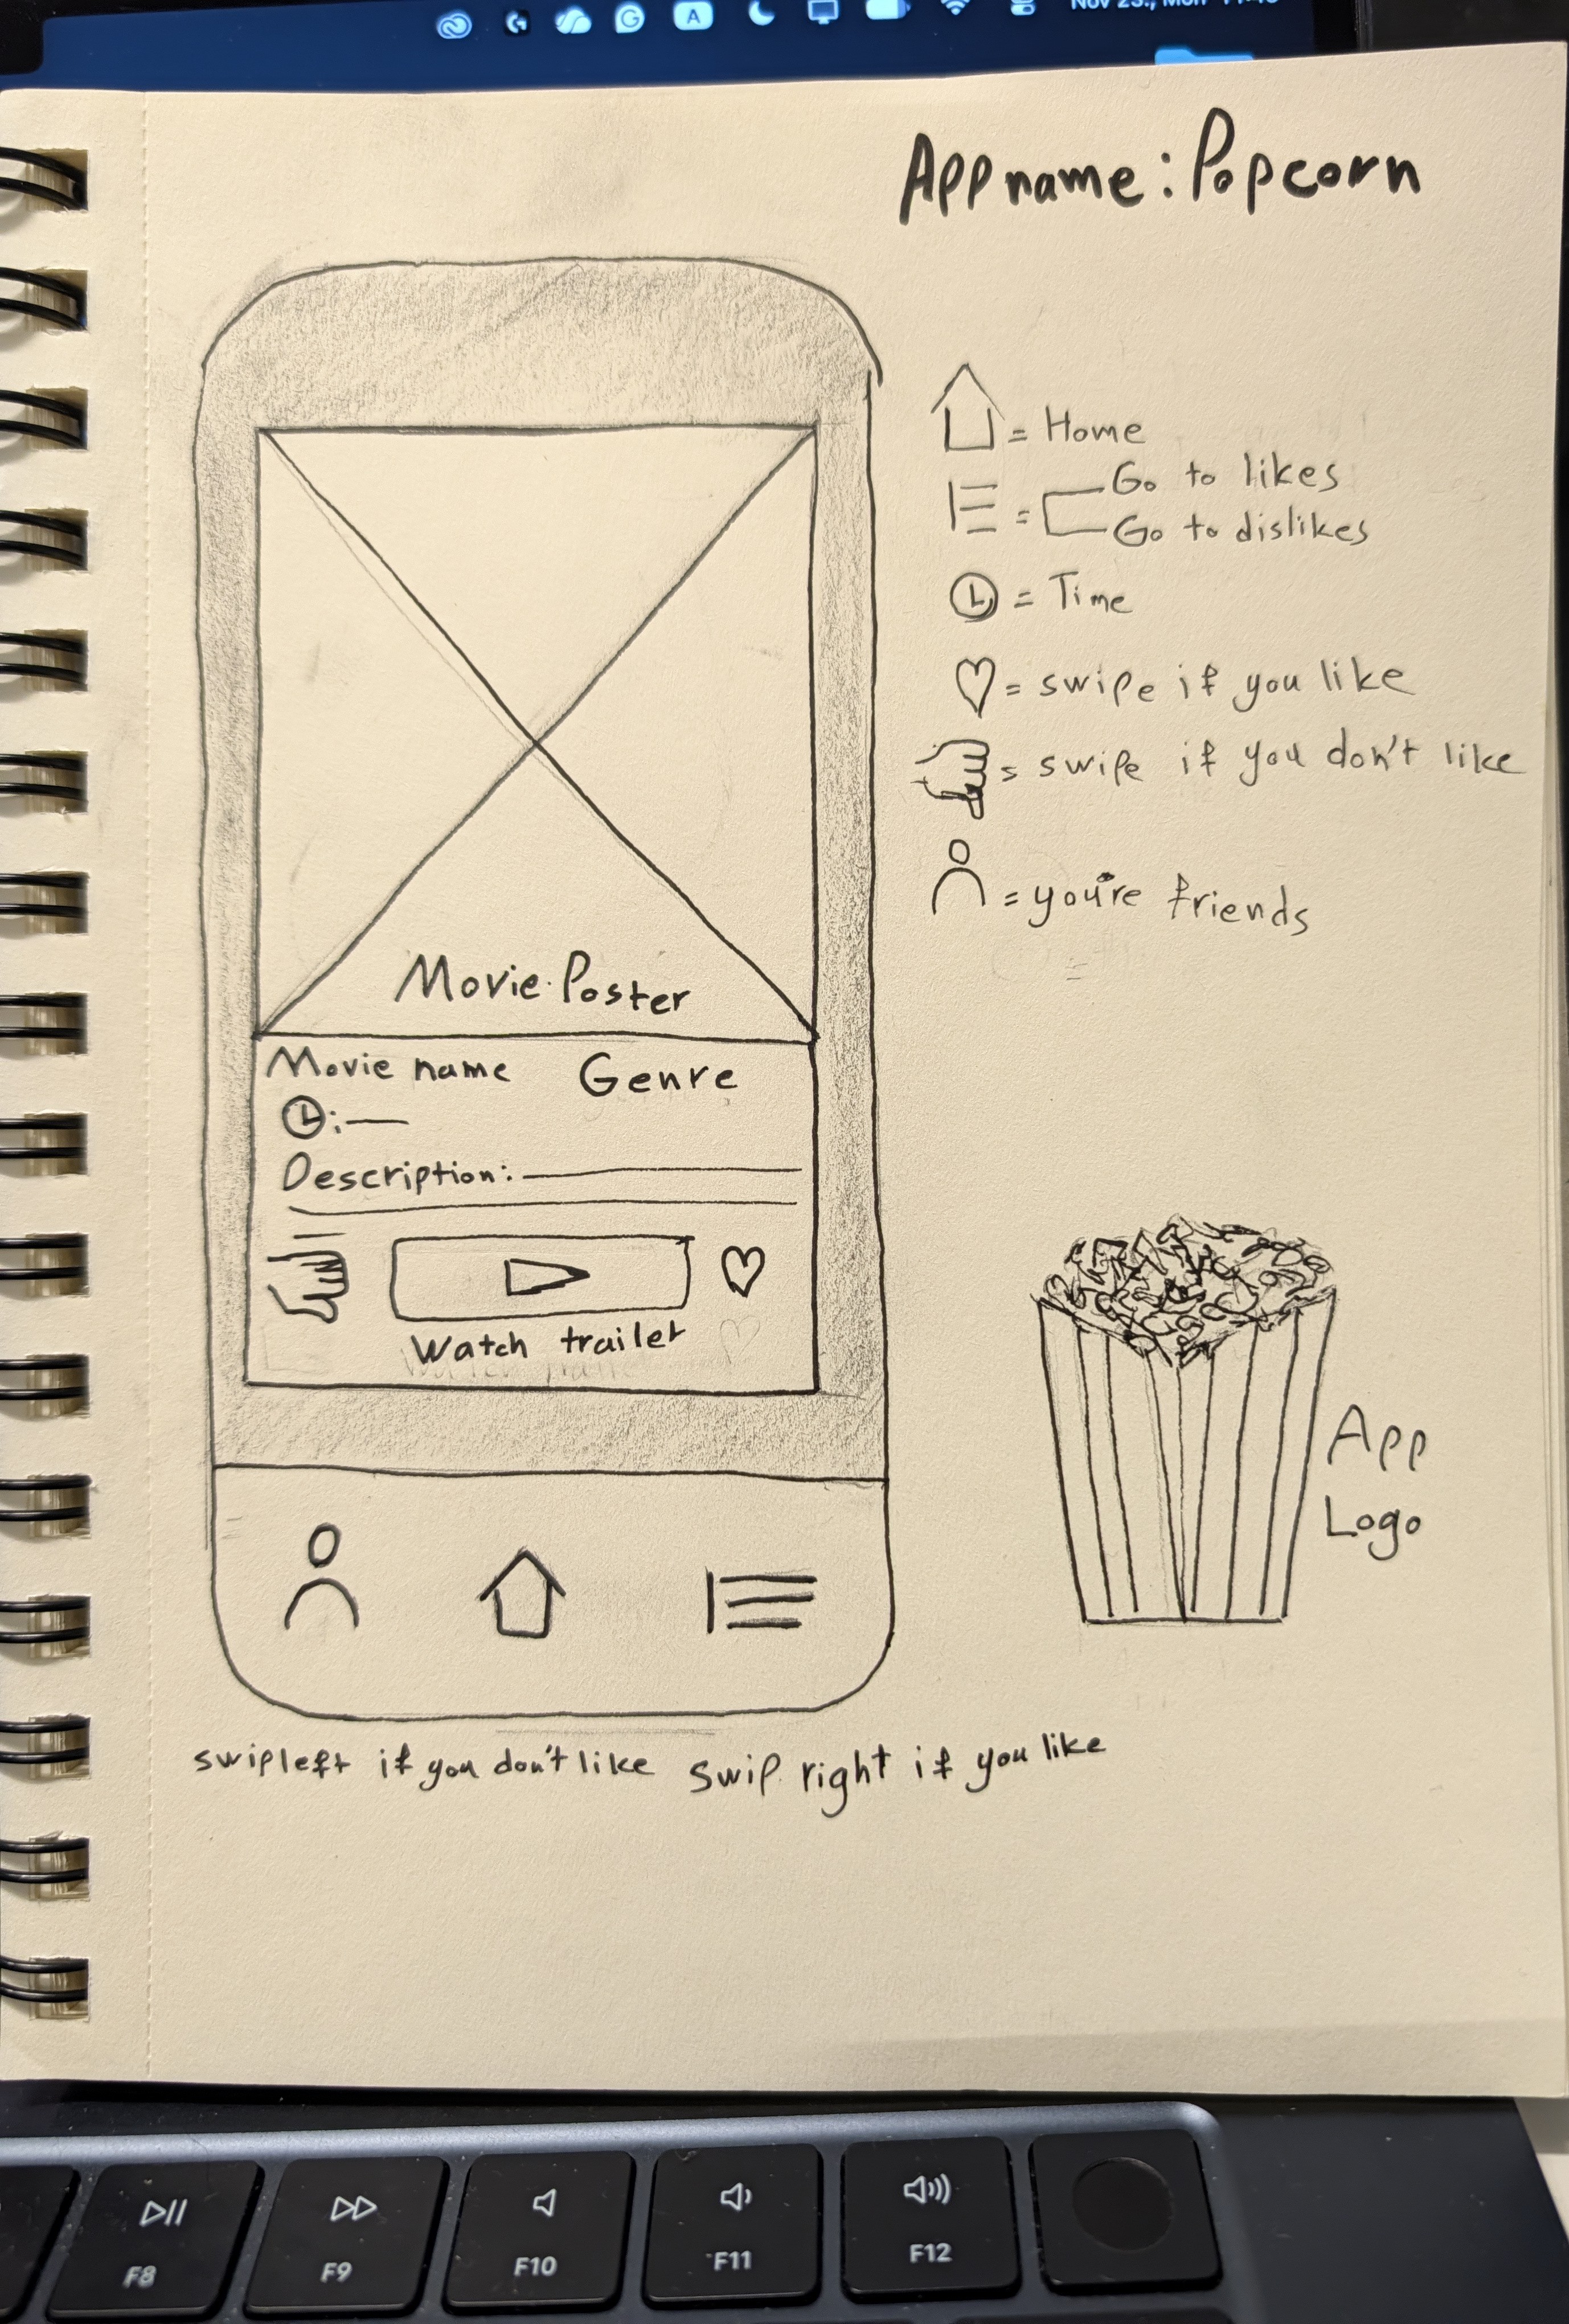 App name: Popcorn
= Home
= Go to likes
Go to dislikes
= Time
= swipe if you like
= swipe if you don't like
= you're friends
Movie Poster
Movie name Genre
:
Description:
Watch trailer
App
Logo
swip left if you don't like swip right if you like
F8 F9 F10 F11 F12